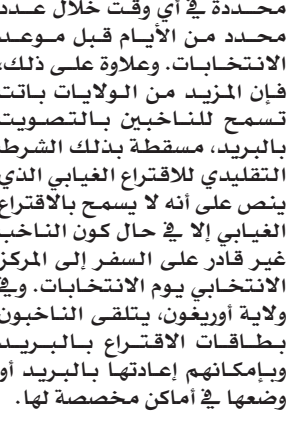 محددة في أي وقت خلال عدد
محدد من الأيام قبل موعد
الانتخابات. وعلاوة على ذلك،
فإن المزيد من الولايات باتت
تسمح للناخبين بالتصويت
بالبريد، مسقطة بذلك الشرط
التقليدي للاقتراع الغيابي الذي
ينص على أنه لا يسمح بالاقتراع
الغيابي إلا في حال كون الناخب
غير قادر على السفر إلى المركز
الانتخابي يوم الانتخابات. وفي
ولاية أوريغون، يتلقى الناخبون
بطاقات الاقتراع بالبريد
وبإمكانهم إعادتها بالبريد أو
وضعها في أماكن مخصصة لها.